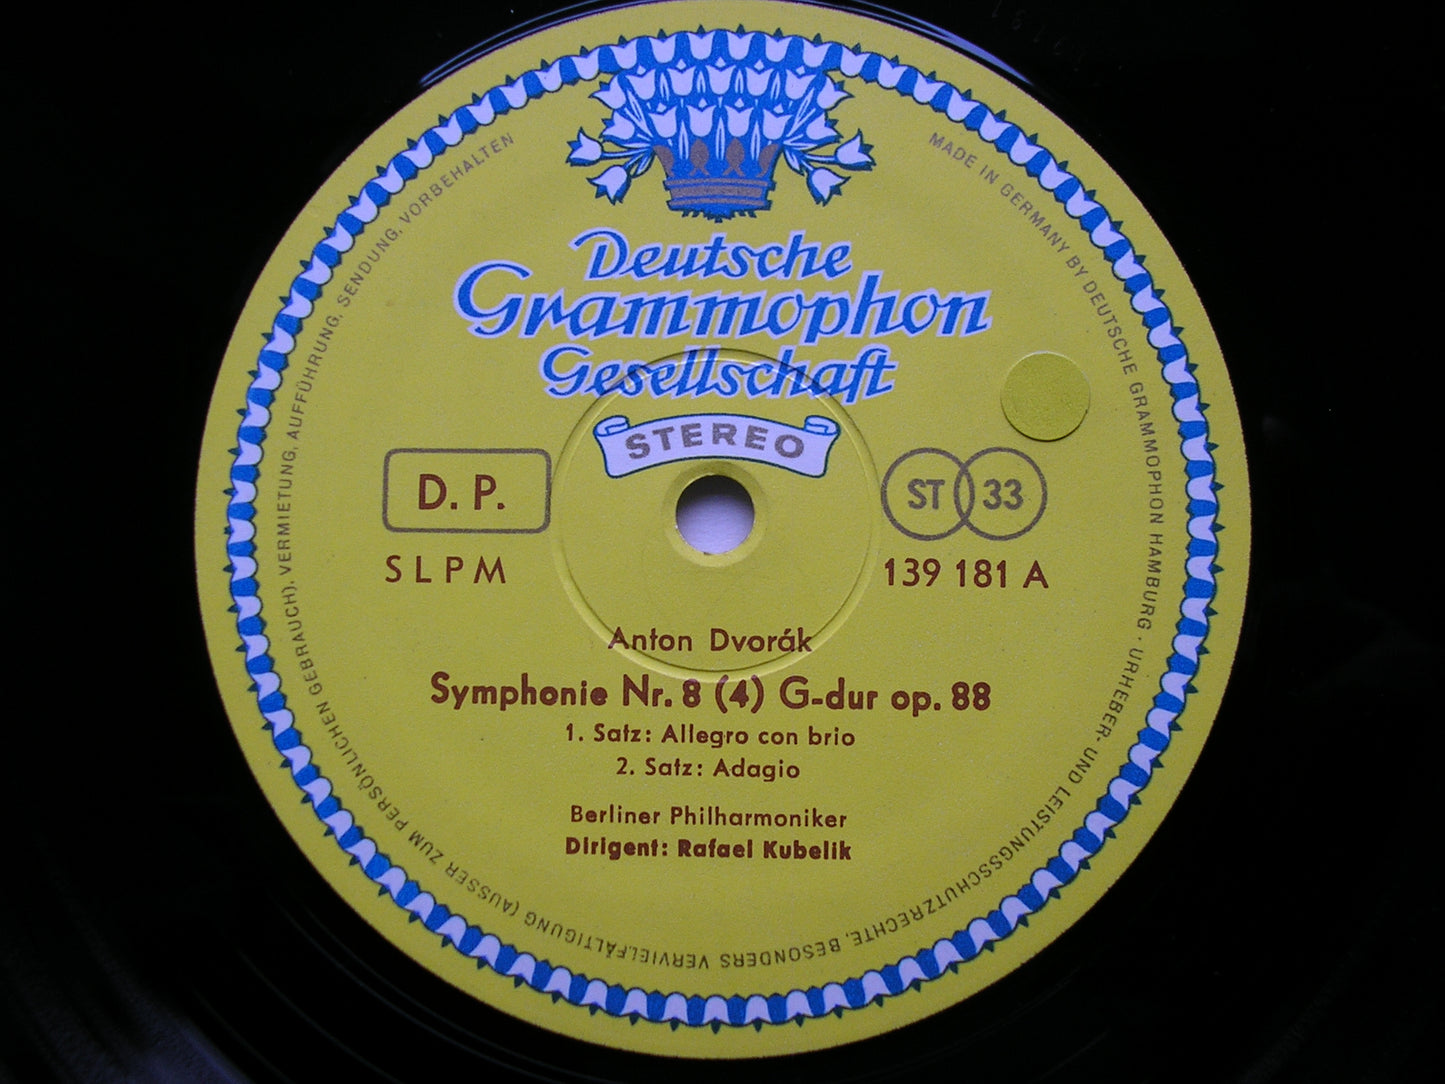 Deutsche
Grammophon
Gesellschaft
STEREO
D. P.
ST 33
SLPM
139 181 A
Anton Dvorák
Symphonie Nr. 8 (4) G-dur op. 88
1. Satz: Allegro con brio
2. Satz: Adagio
Berliner Philharmoniker
Dirigent: Rafael Kubelik
MADE IN GERMANY BY DEUTSCHE GRAMMOPHON HAMBURG · URHEBER- UND LEISTUNGSSCHUTZRECHTE, BESONDERS VERVIELFÄLTIGUNG (AUSSER ZUM PERSÖNLICHEN GEBRAUCH), VERMIETUNG, AUFFÜHRUNG, SENDUNG, VORBEHALTEN